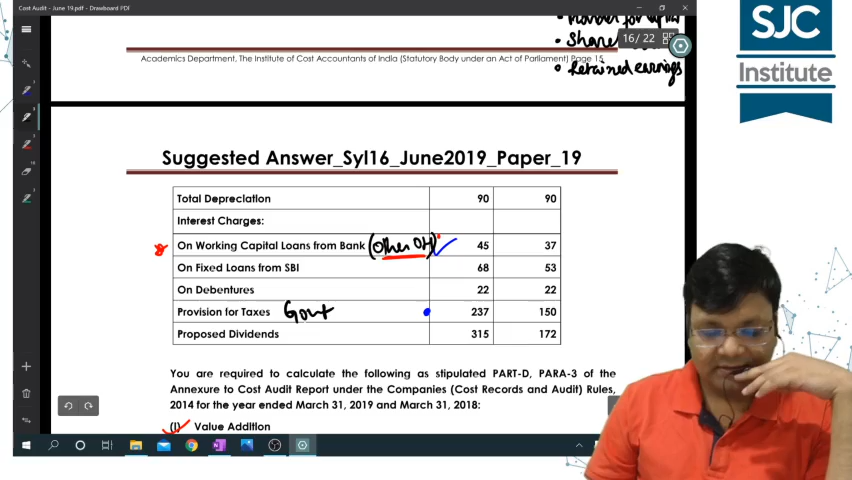 Cost Audit - June 19.pdf - Drawboard PDF
SJC
Institute
• Share
16 / 22
Academics Department, The Institute of Cost Accountants of India (Statutory Body under an Act of Parliament) Page 15
• Retained earnings
Suggested Answer_Syl16_June2019_Paper_19
Total Depreciation 90 90
Interest Charges:
On Working Capital Loans from Bank (Other OH) 45 37
On Fixed Loans from SBI 68 53
On Debentures 22 22
Provision for Taxes Govt 237 150
Proposed Dividends 315 172
You are required to calculate the following as stipulated PART-D, PARA-3 of the
Annexure to Cost Audit Report under the Companies (Cost Records and Audit) Rules,
2014 for the year ended March 31, 2019 and March 31, 2018:
(i) Value Addition